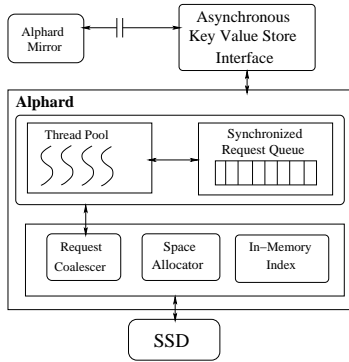 Alphard
Mirror
Asynchronous
Key Value Store
Interface
Alphard
Thread Pool
Synchronized
Request Queue
Request
Coalescer
Space
Allocator
In−Memory
Index
SSD